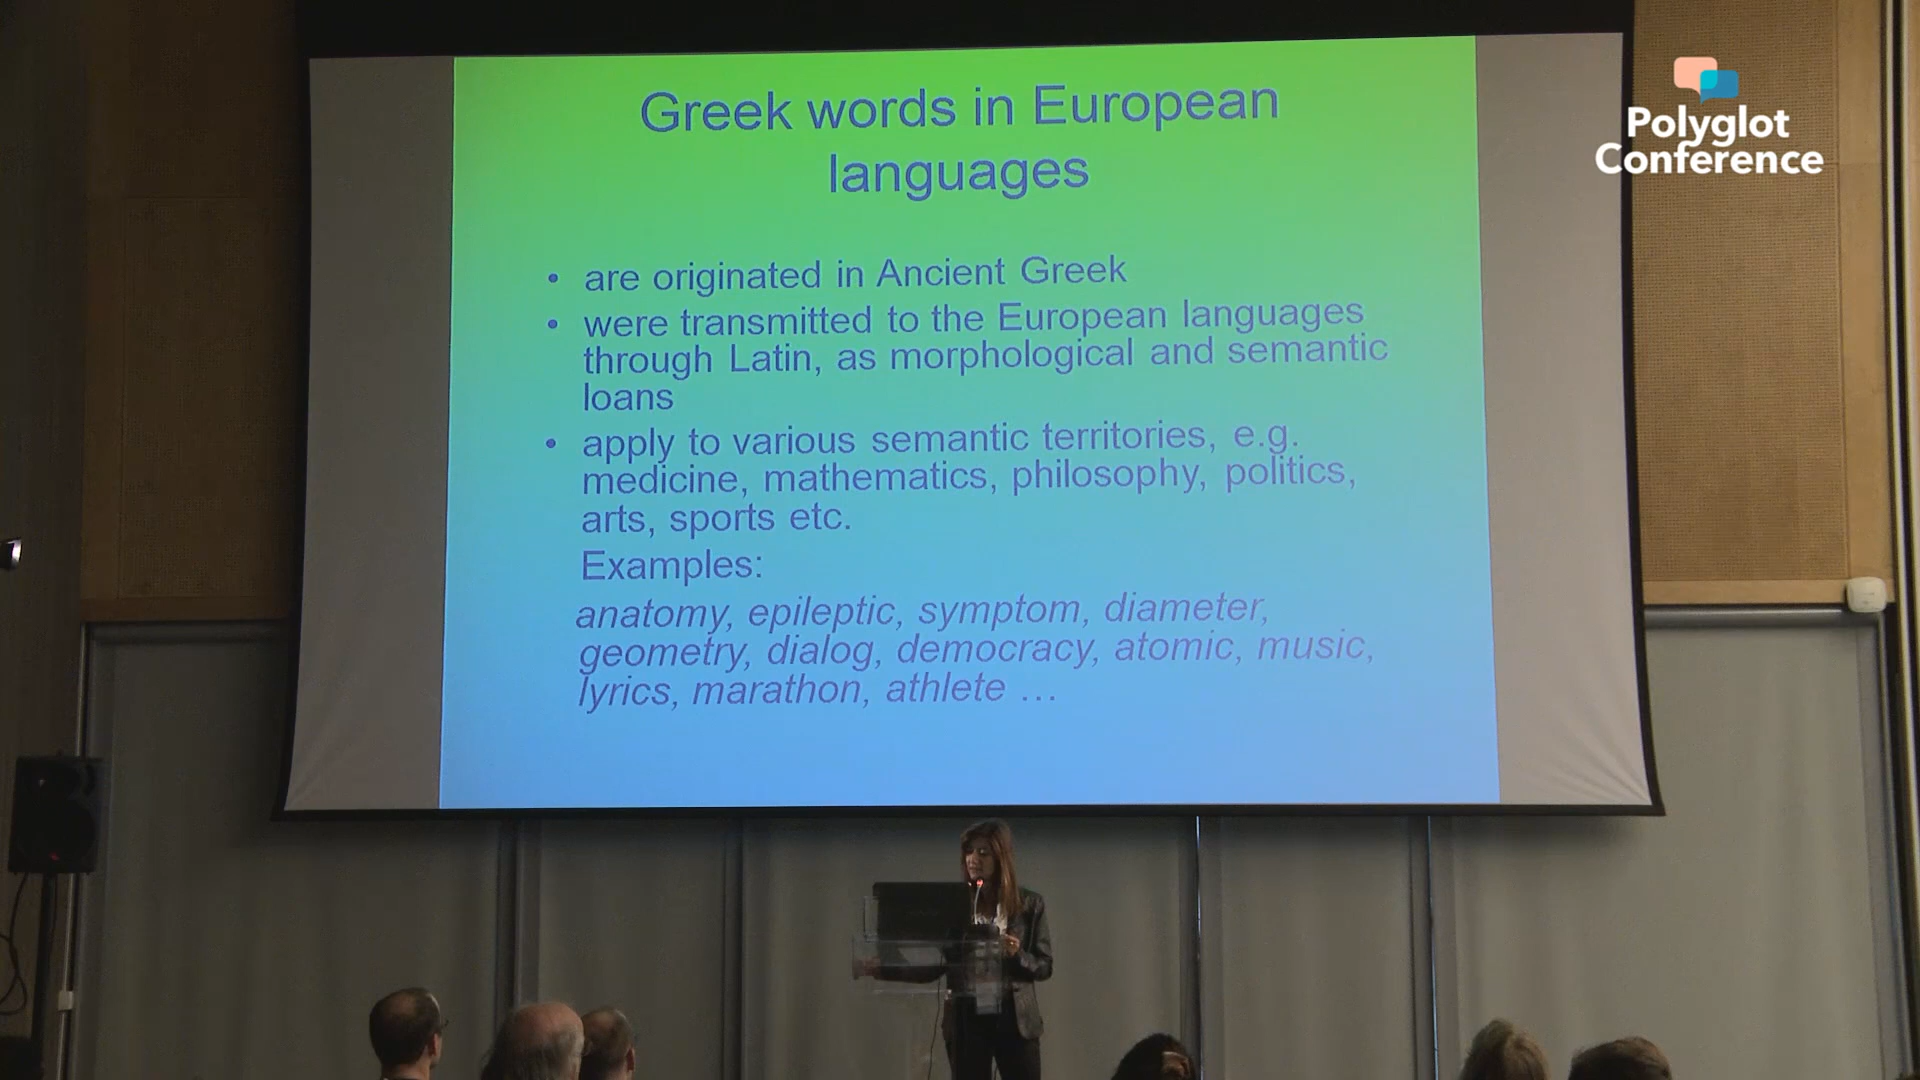 Greek words in European
languages
• are originated in Ancient Greek
• were transmitted to the European languages
through Latin, as morphological and semantic
loans
• apply to various semantic territories, e.g.
medicine, mathematics, philosophy, politics,
arts, sports etc.
Examples:
anatomy, epileptic, symptom, diameter,
geometry, dialog, democracy, atomic, music,
lyrics, marathon, athlete …
Polyglot
Conference